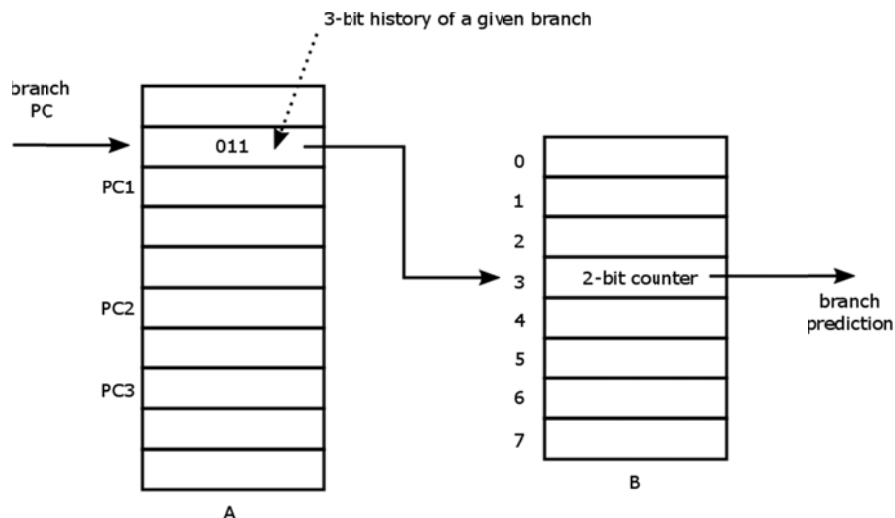 3-bit history of a given branch
branch
PC
011
PC1
PC2
PC3
A
0
1
2
3
2-bit counter
4
5
6
7
B
branch
prediction